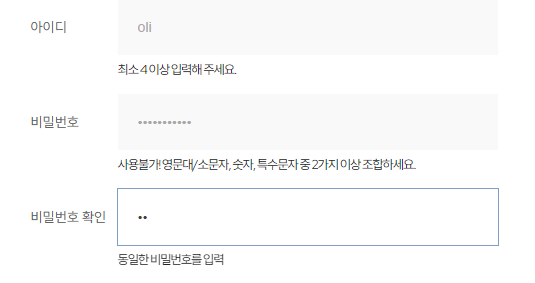 아이디
oli
최소 4 이상 입력해 주세요.
비밀번호
•••••••••••
사용불가! 영문대/소문자, 숫자, 특수문자 중 2가지 이상 조합하세요.
비밀번호 확인
••
동일한 비밀번호를 입력